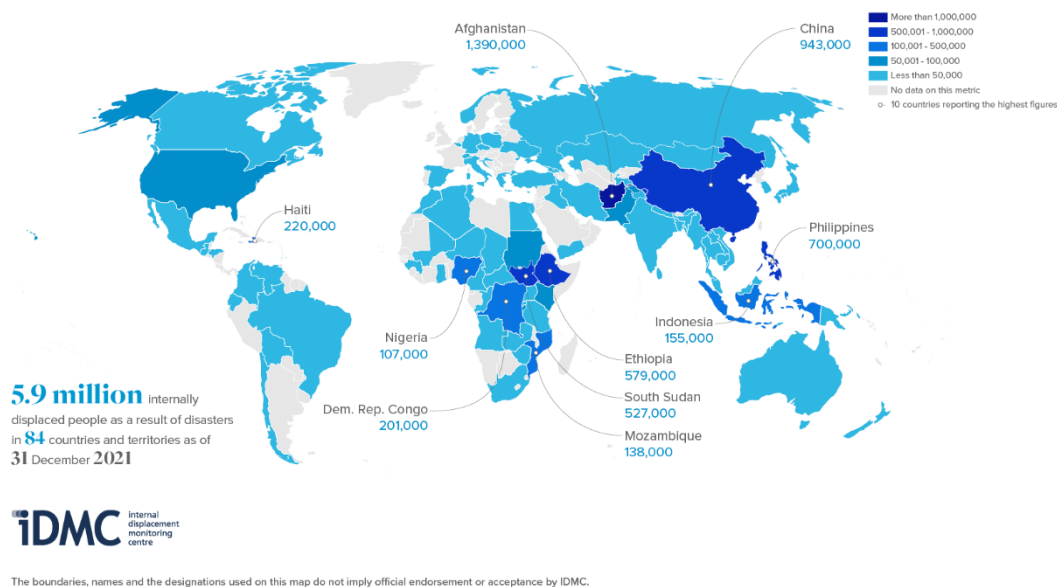 Afghanistan
1,390,000
China
943,000
More than 1,000,000
500,001 - 1,000,000
100,001 - 500,000
50,001 - 100,000
Less than 50,000
No data on this metric
10 countries reporting the highest figures
Haiti
220,000
Philippines
700,000
Nigeria
107,000
Indonesia
155,000
Ethiopia
579,000
Dem. Rep. Congo
201,000
South Sudan
527,000
Mozambique
138,000
5.9 million internally
displaced people as a result of disasters
in 84 countries and territories as of
31 December 2021
iDMC
internal
displacement
monitoring
centre
The boundaries, names and the designations used on this map do not imply official endorsement or acceptance by IDMC.